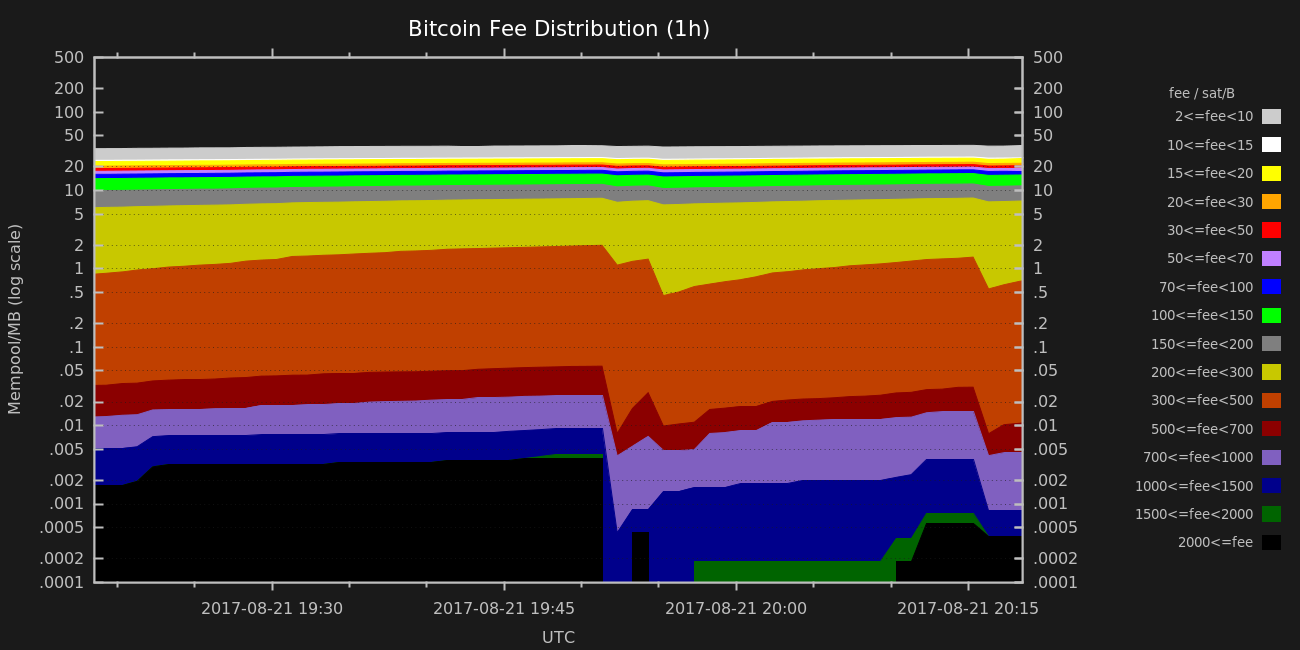 Bitcoin Fee Distribution (1h)
500 500
200 200
100 100
50 50
20 20
10 10
5 5
2 2
1 1
.5 .5
.2 .2
.1 .1
.05 .05
.02 .02
.01 .01
.005 .005
.002 .002
.001 .001
.0005 .0005
.0002 .0002
.0001 .0001
Mempool/MB (log scale)
2017-08-21 19:30 2017-08-21 19:45 2017-08-21 20:00 2017-08-21 20:15
UTC
fee / sat/B
2<=fee<10
10<=fee<15
15<=fee<20
20<=fee<30
30<=fee<50
50<=fee<70
70<=fee<100
100<=fee<150
150<=fee<200
200<=fee<300
300<=fee<500
500<=fee<700
700<=fee<1000
1000<=fee<1500
1500<=fee<2000
2000<=fee